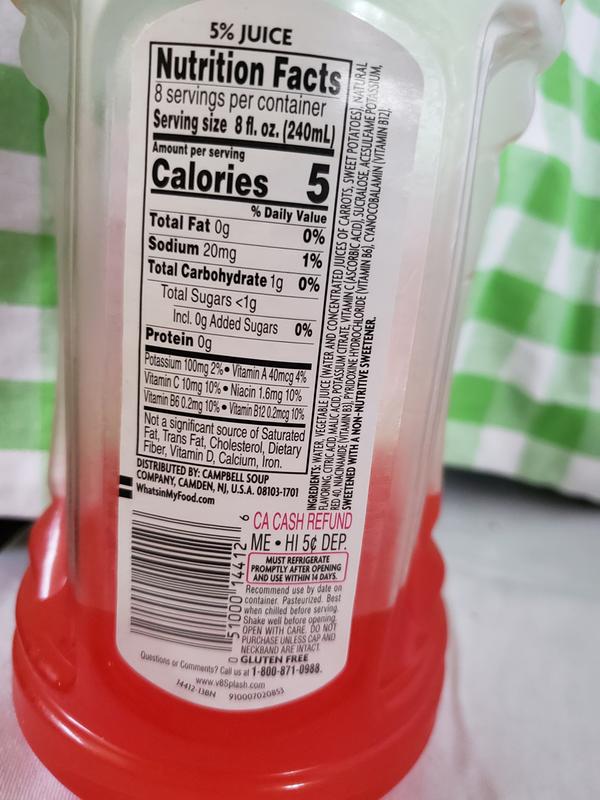 5% JUICE
Nutrition Facts
8 servings per container
Serving size 8 fl. oz. (240mL)
Amount per serving
Calories 5
% Daily Value
Total Fat 0g 0%
Sodium 20mg 1%
Total Carbohydrate 1g 0%
Total Sugars <1g
Incl. 0g Added Sugars 0%
Protein 0g
Potassium 100mg 2% • Vitamin A 40mcg 4%
Vitamin C 10mg 10% • Niacin 1.6mg 10%
Vitamin B6 0.2mg 10% • Vitamin B12 0.2mcg 10%
Not a significant source of Saturated
Fat, Trans Fat, Cholesterol, Dietary
Fiber, Vitamin D, Calcium, Iron.
DISTRIBUTED BY: CAMPBELL SOUP
COMPANY, CAMDEN, NJ, U.S.A. 08103-1701
WhatsinMyFood.com
INGREDIENTS: WATER, VEGETABLE JUICE (WATER AND CONCENTRATED JUICES OF CARROTS, SWEET POTATOES), NATURAL
FLAVORING, CITRIC ACID, MALIC ACID, POTASSIUM CITRATE, VITAMIN C (ASCORBIC ACID), SUCRALOSE, ACESULFAME POTASSIUM,
RED 40, NIACINAMIDE (VITAMIN B3), PYRIDOXINE HYDROCHLORIDE (VITAMIN B6), CYANOCOBALAMIN (VITAMIN B12).
SWEETENED WITH A NON-NUTRITIVE SWEETENER.
CA CASH REFUND
ME • HI 5¢ DEP.
MUST REFRIGERATE
PROMPTLY AFTER OPENING
AND USE WITHIN 14 DAYS.
Recommend use by date on
container. Pasteurized. Best
when chilled before serving.
Shake well before opening.
OPEN WITH CARE. DO NOT
PURCHASE UNLESS CAP AND
NECKBAND ARE INTACT.
GLUTEN FREE
0 51000 14412 6
Questions or Comments? Call us at 1-800-871-0988.
www.v8Splash.com
74412-13BN 910007020853